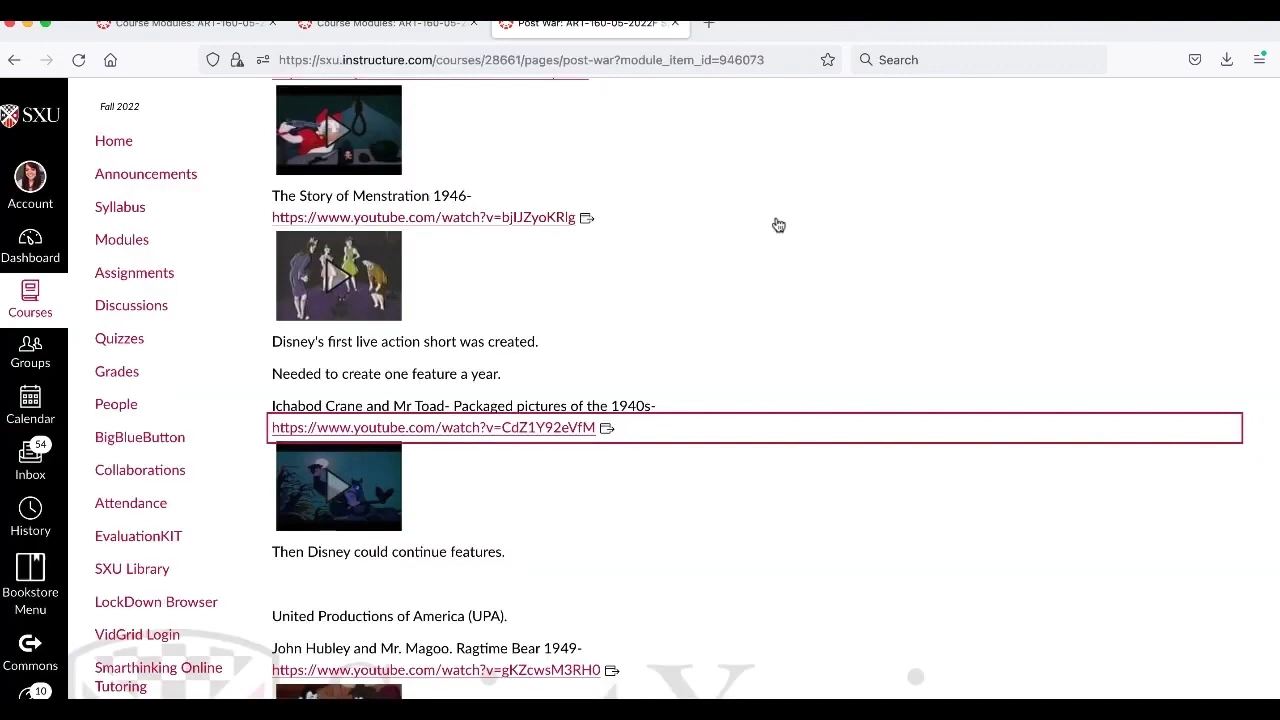 Course Modules: ART-160-05-2
Course Modules: ART-160-05-2
Post War: ART-160-05-2022F S
https://sxu.instructure.com/courses/28661/pages/post-war?module_item_id=946073
Search
SXU
Account
Dashboard
Courses
Groups
Calendar
54
Inbox
History
Bookstore
Menu
Commons
10
Fall 2022
Home
Announcements
Syllabus
Modules
Assignments
Discussions
Quizzes
Grades
People
BigBlueButton
Collaborations
Attendance
EvaluationKIT
SXU Library
LockDown Browser
VidGrid Login
Smarthinking Online
Tutoring
The Story of Menstration 1946-
https://www.youtube.com/watch?v=bjIJZyoKRlg
Disney's first live action short was created.
Needed to create one feature a year.
Ichabod Crane and Mr Toad- Packaged pictures of the 1940s-
https://www.youtube.com/watch?v=CdZ1Y92eVfM
Then Disney could continue features.
United Productions of America (UPA).
John Hubley and Mr. Magoo. Ragtime Bear 1949-
https://www.youtube.com/watch?v=gKZcwsM3RH0